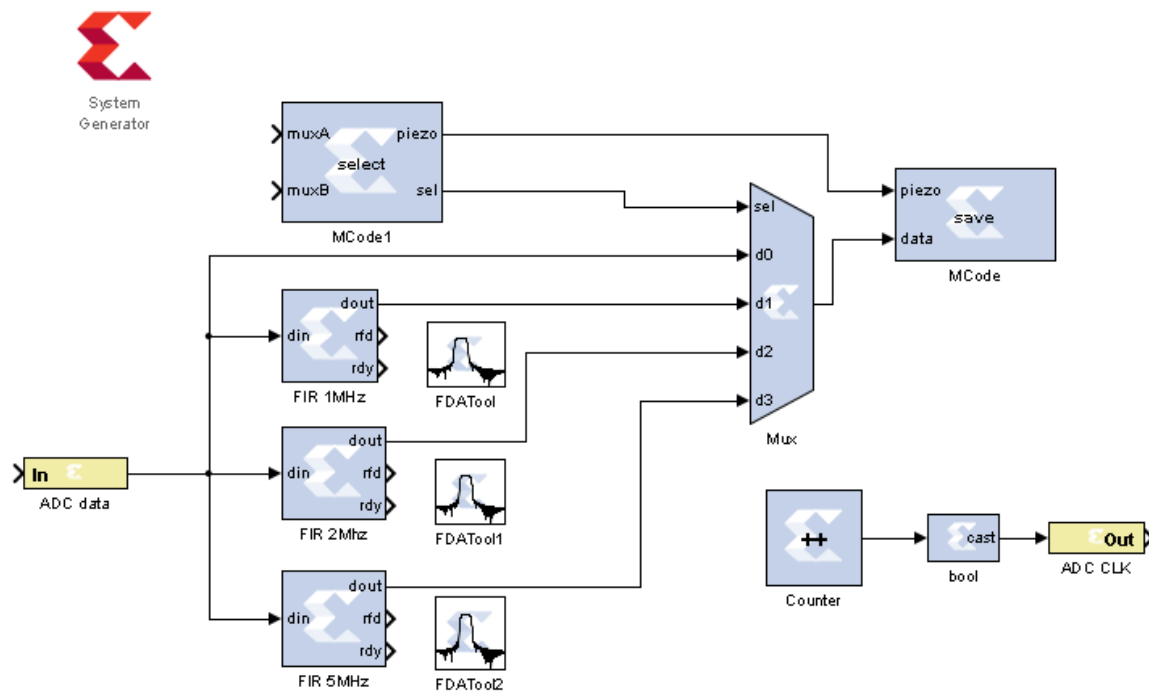 System
Generator
muxA
piezo
select
muxB
sel
MCode1
sel
d0
d1
d2
d3
Mux
piezo
save
data
MCode
dout
din
rfd
rdy
FIR 1MHz
FDATool
dout
din
rfd
rdy
FIR 2Mhz
FDATool1
In
ADC data
dout
din
rfd
rdy
FIR 5MHz
FDATool2
++
Counter
cast
bool
Out
ADC CLK